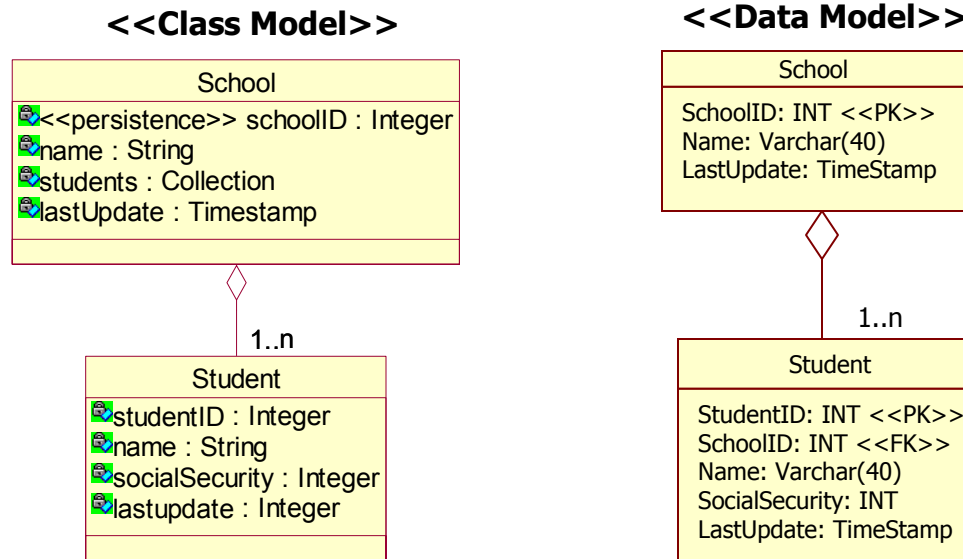 <<Class Model>>
School
<<persistence>> schoolID : Integer
name : String
students : Collection
lastUpdate : Timestamp
1..n
Student
studentID : Integer
name : String
socialSecurity : Integer
lastupdate : Integer
<<Data Model>>
School
SchoolID: INT <<PK>>
Name: Varchar(40)
LastUpdate: TimeStamp
1..n
Student
StudentID: INT <<PK>>
SchoolID: INT <<FK>>
Name: Varchar(40)
SocialSecurity: INT
LastUpdate: TimeStamp